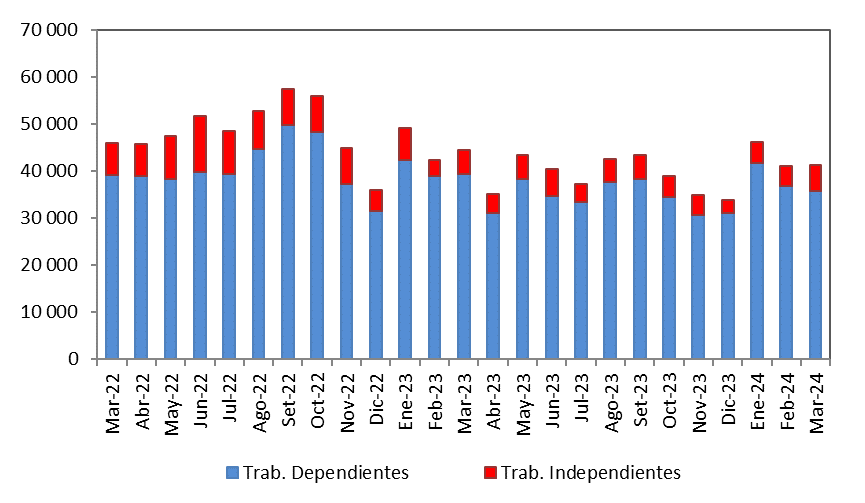 70 000
60 000
50 000
40 000
30 000
20 000
10 000
0
Mar-22
Abr-22
May-22
Jun-22
Jul-22
Ago-22
Set-22
Oct-22
Nov-22
Dic-22
Ene-23
Feb-23
Mar-23
Abr-23
May-23
Jun-23
Jul-23
Ago-23
Set-23
Oct-23
Nov-23
Dic-23
Ene-24
Feb-24
Mar-24
Trab. Dependientes
Trab. Independientes